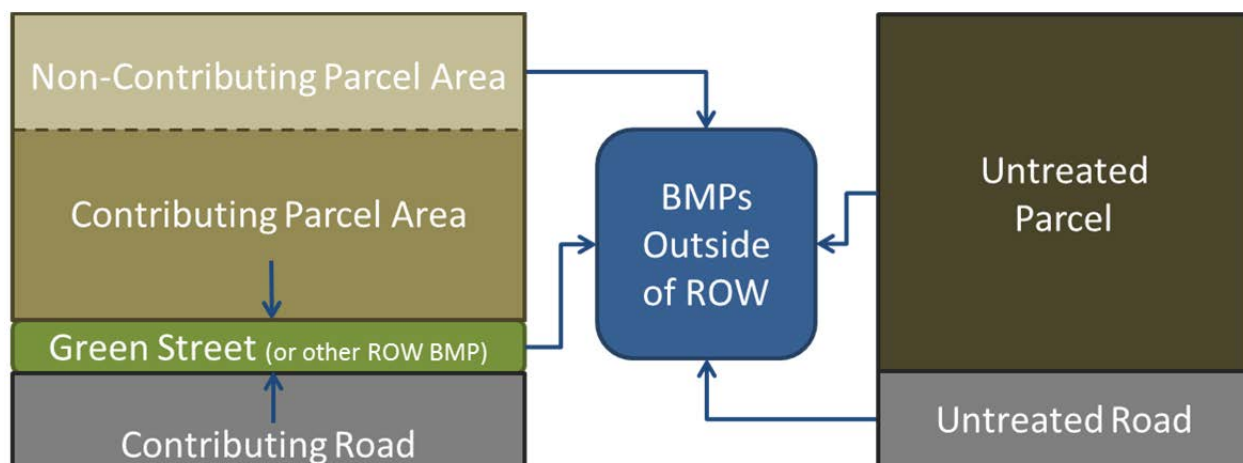 Non-Contributing Parcel Area
Contributing Parcel Area
Green Street (or other ROW BMP)
Contributing Road
BMPs
Outside
of ROW
Untreated
Parcel
Untreated Road